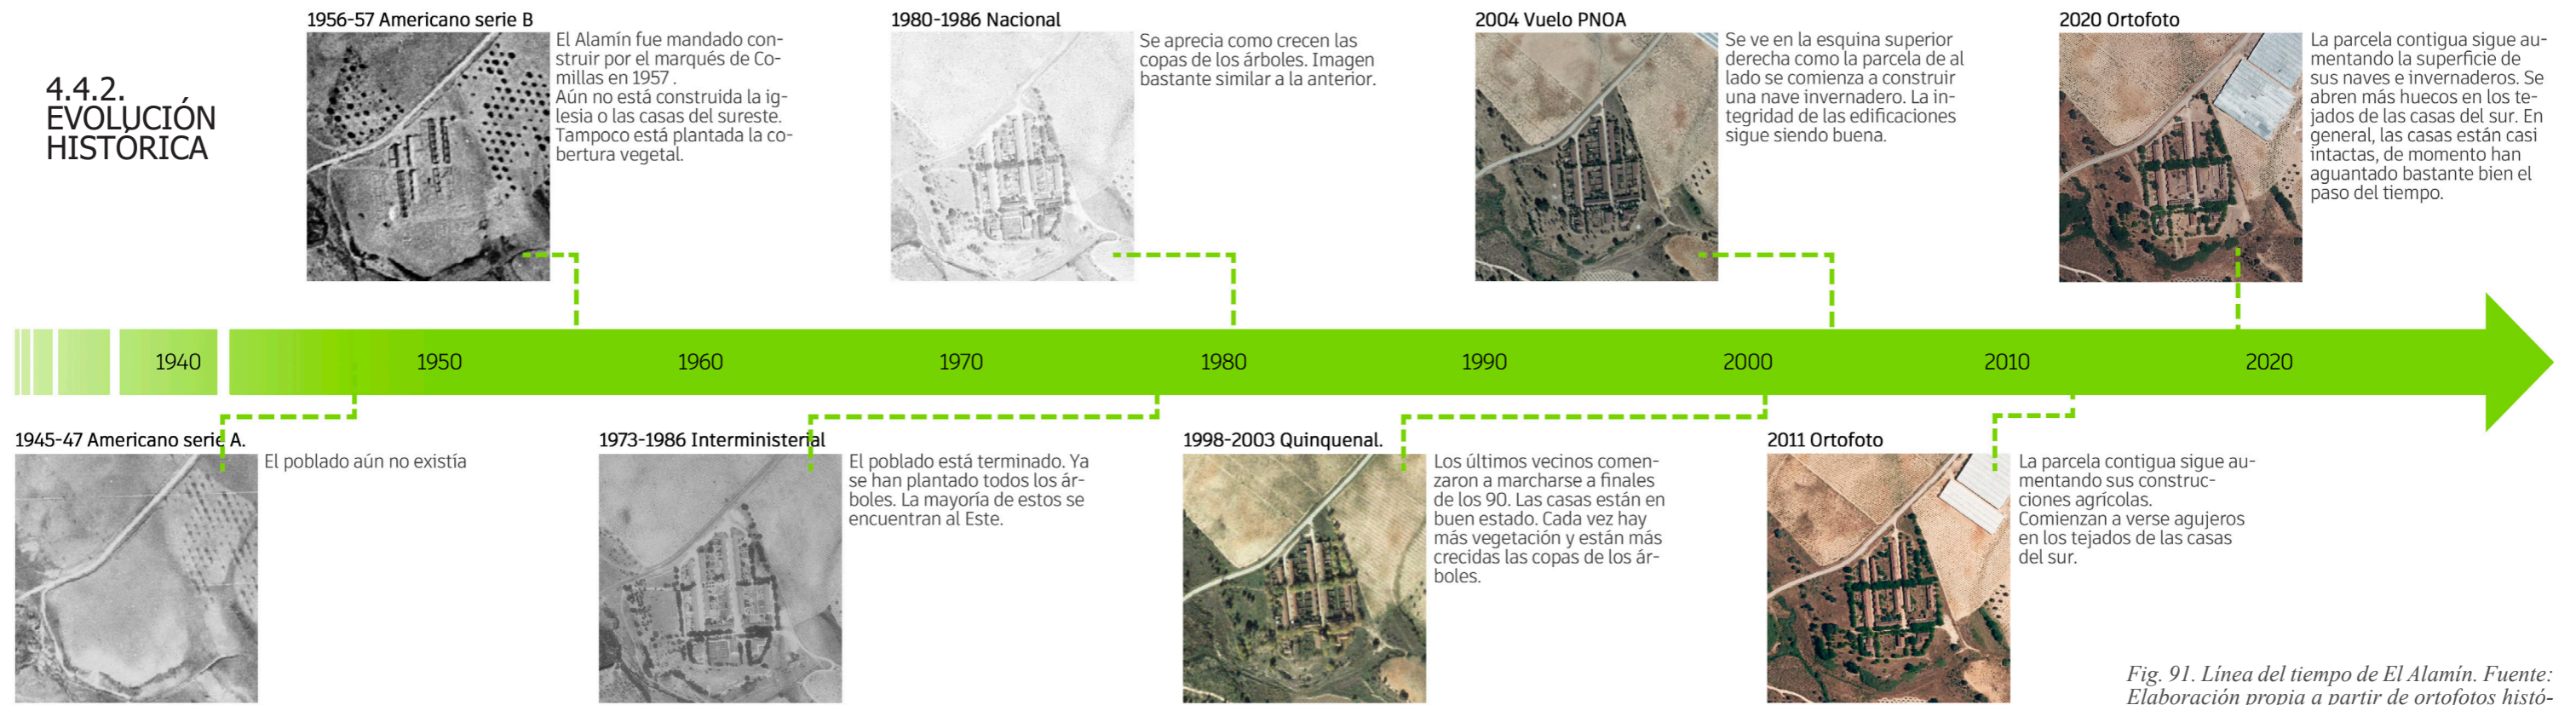 4.4.2.
EVOLUCIÓN
HISTÓRICA
1956-57 Americano serie B
El Alamín fue mandado con-
struir por el marqués de Co-
millas en 1957 .
Aún no está construida la ig-
lesia o las casas del sureste.
Tampoco está plantada la co-
bertura vegetal.
1980-1986 Nacional
Se aprecia como crecen las
copas de los árboles. Imagen
bastante similar a la anterior.
2004 Vuelo PNOA
Se ve en la esquina superior
derecha como la parcela de al
lado se comienza a construir
una nave invernadero. La in-
tegridad de las edificaciones
sigue siendo buena.
2020 Ortofoto
La parcela contigua sigue au-
mentando la superficie de
sus naves e invernaderos. Se
abren más huecos en los te-
jados de las casas del sur. En
general, las casas están casi
intactas, de momento han
aguantado bastante bien el
paso del tiempo.
1940 1950 1960 1970 1980 1990 2000 2010 2020
1945-47 Americano serie A.
El poblado aún no existía
1973-1986 Interministerial
El poblado está terminado. Ya
se han plantado todos los ár-
boles. La mayoría de estos se
encuentran al Este.
1998-2003 Quinquenal.
Los últimos vecinos comen-
zaron a marcharse a finales
de los 90. Las casas están en
buen estado. Cada vez hay
más vegetación y están más
crecidas las copas de los ár-
boles.
2011 Ortofoto
La parcela contigua sigue au-
mentando sus construc-
ciones agrícolas.
Comienzan a verse agujeros
en los tejados de las casas
del sur.
Fig. 91. Línea del tiempo de El Alamín. Fuente:
Elaboración propia a partir de ortofotos histó-